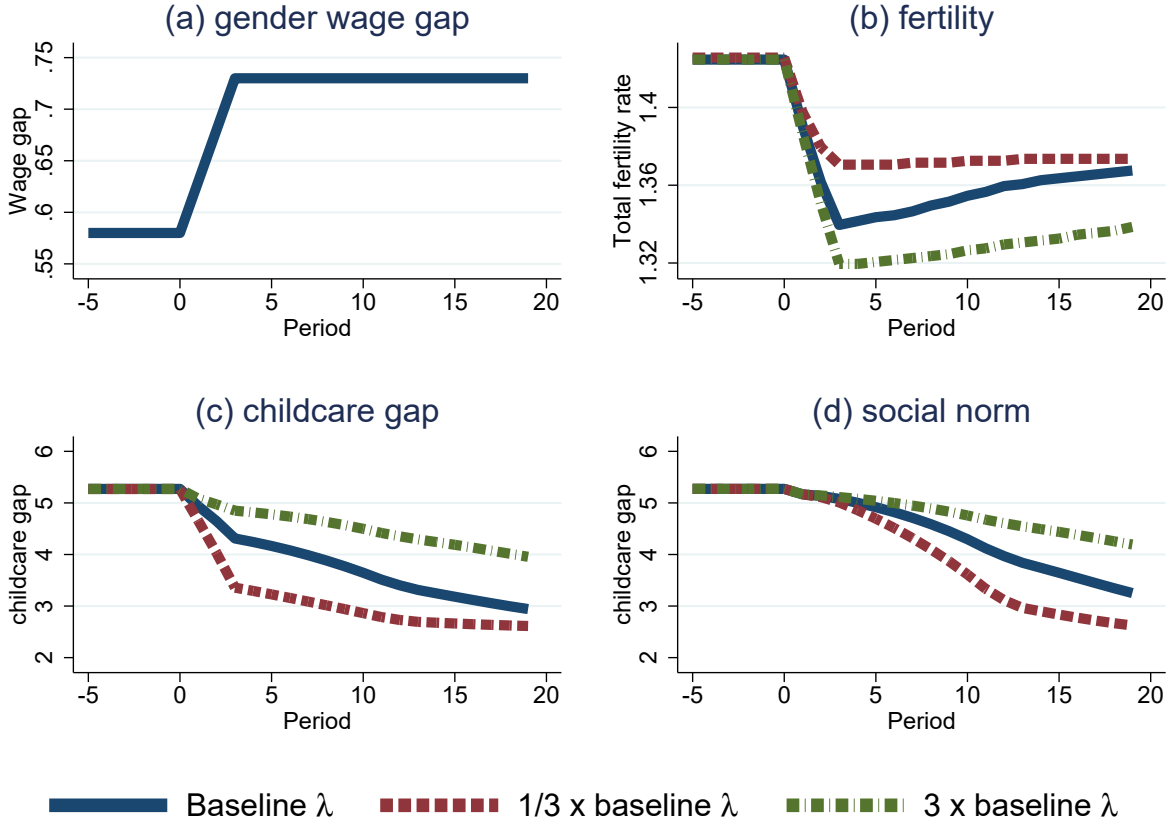 (a) gender wage gap
Wage gap
.75
.7
.65
.6
.55
-5 0 5 10 15 20
Period
(b) fertility
Total fertility rate
1.4
1.36
1.32
-5 0 5 10 15 20
Period
(c) childcare gap
childcare gap
6
5
4
3
2
-5 0 5 10 15 20
Period
(d) social norm
childcare gap
6
5
4
3
2
-5 0 5 10 15 20
Period
Baseline λ 1/3 x baseline λ 3 x baseline λ